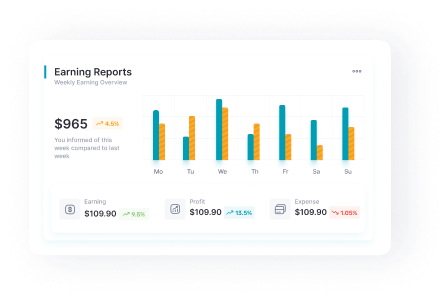 Earning Reports
Weekly Earning Overview
$965 4.5%
You informed of this
week compared to last
week
Mo Tu We Th Fr Sa Su
Earning
$109.90 9.5%
Profit
$109.90 13.5%
Expensa
$109.90 1.05%